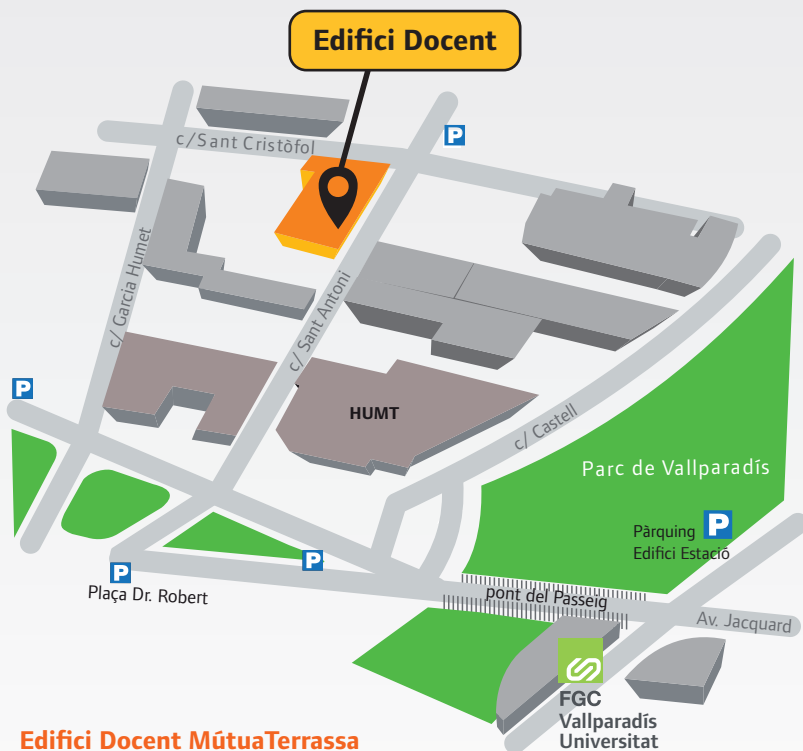 Edifici Docent
P
c/Sant Cristòfol
c/ Garcia Humet
c/ Sant Antoni
P
HUMT
c/ Castell
Parc de Vallparadís
Pàrquing P
Edifici Estació
P
P
Plaça Dr. Robert
pont del Passeig
Av. Jacquard
FGC
Vallparadís
Universitat
Edifici Docent MútuaTerrassa